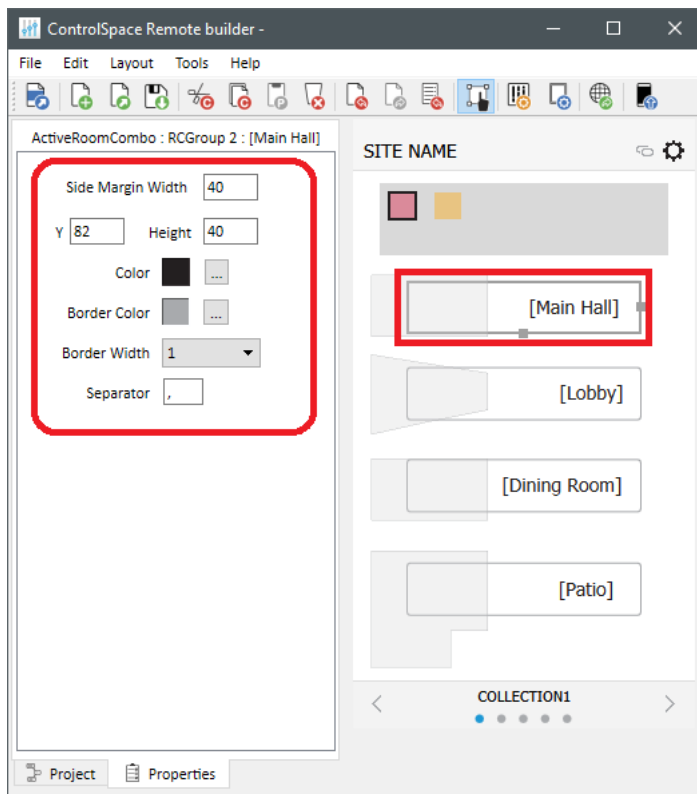 ControlSpace Remote builder -
File Edit Layout Tools Help
ActiveRoomCombo : RCGroup 2 : [Main Hall]
Side Margin Width 40
Y 82 Height 40
Color ...
Border Color ...
Border Width 1
Separator ,
SITE NAME
[Main Hall]
[Lobby]
[Dining Room]
[Patio]
COLLECTION1
Project Properties